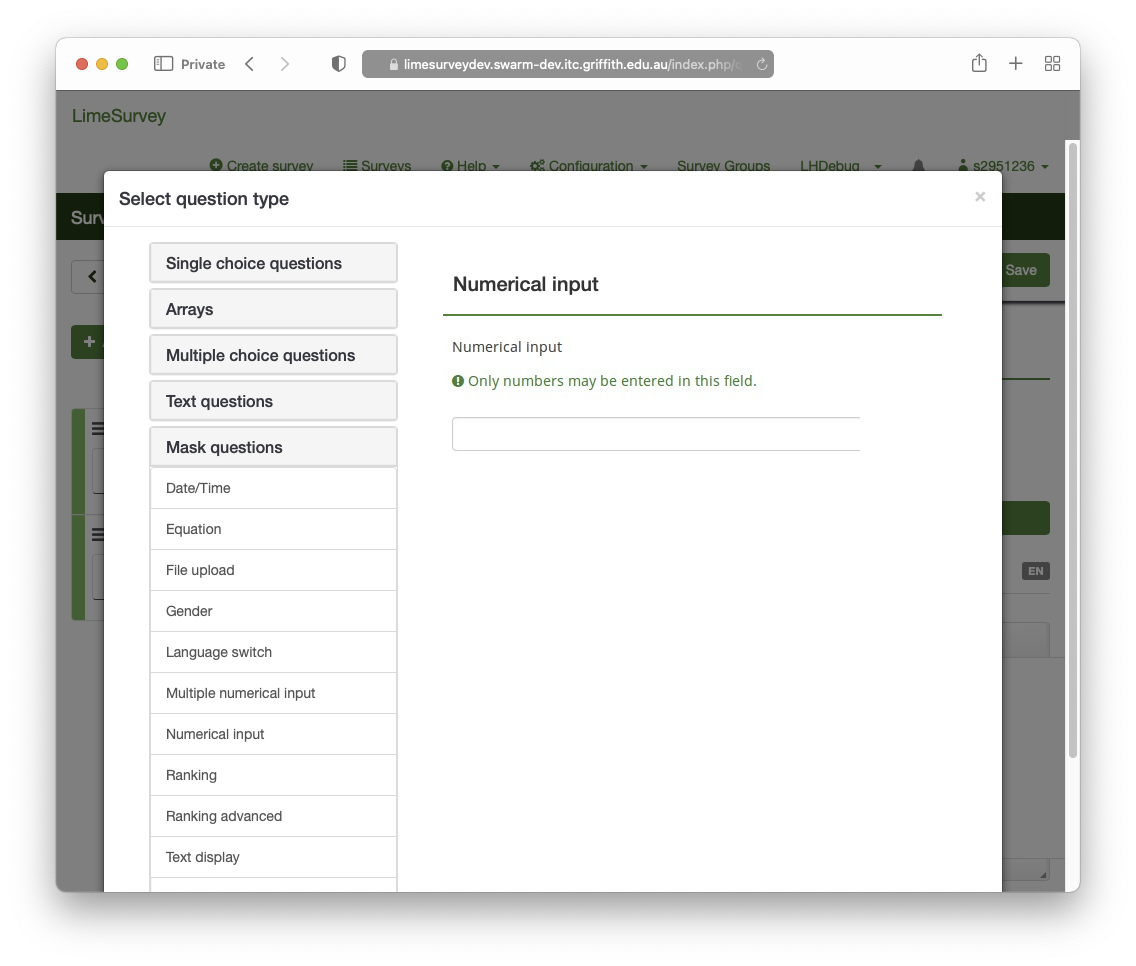 Private
limesurveydev.swarm-dev.itc.griffith.edu.au/index.php/
LimeSurvey
Create survey Surveys Help Configuration Survey Groups LHDebug s2951236
Select question type
×
Save
Single choice questions
Arrays
Multiple choice questions
Text questions
Mask questions
Date/Time
Equation
File upload
Gender
Language switch
Multiple numerical input
Numerical input
Ranking
Ranking advanced
Text display
Numerical input
Numerical input
Only numbers may be entered in this field.
EN